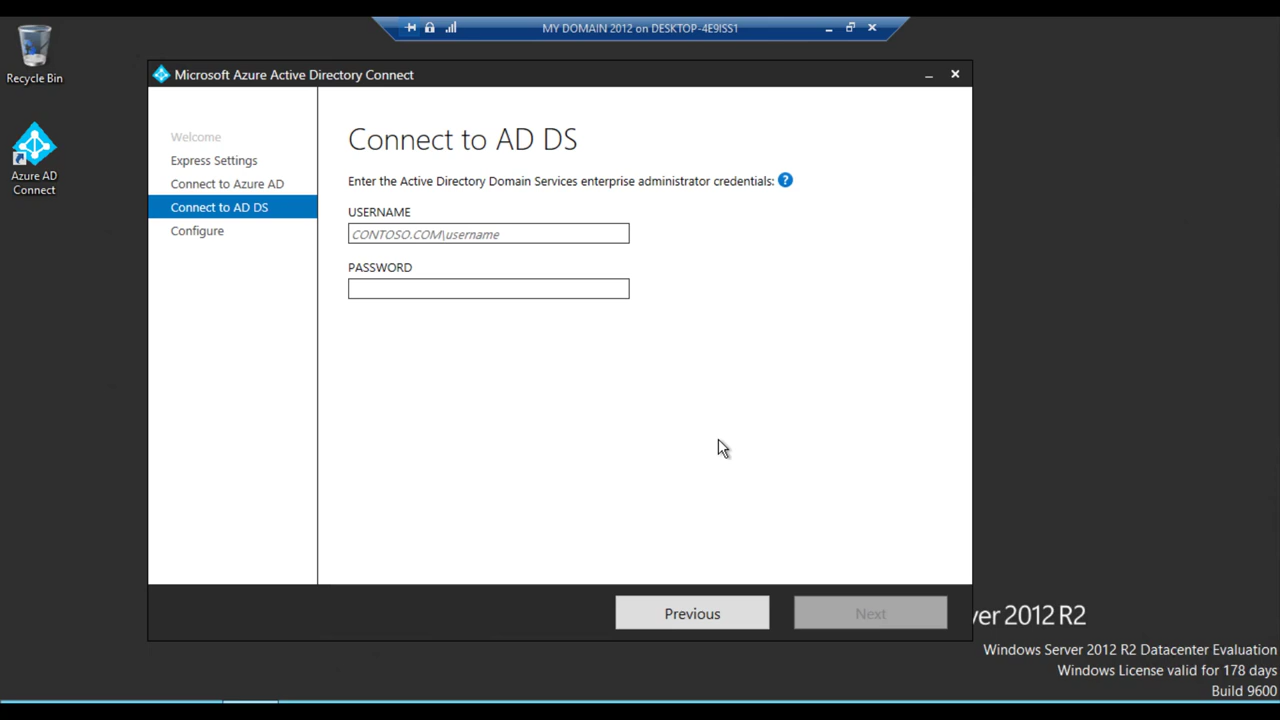 MY DOMAIN 2012 on DESKTOP-4E9ISS1
Recycle Bin
Azure AD
Connect
Microsoft Azure Active Directory Connect
Welcome
Express Settings
Connect to Azure AD
Connect to AD DS
Configure
Connect to AD DS
Enter the Active Directory Domain Services enterprise administrator credentials: ?
USERNAME
CONTOSO.COM\username
PASSWORD
Previous
Next
ver 2012 R2
Windows Server 2012 R2 Datacenter Evaluation
Windows License valid for 178 days
Build 9600